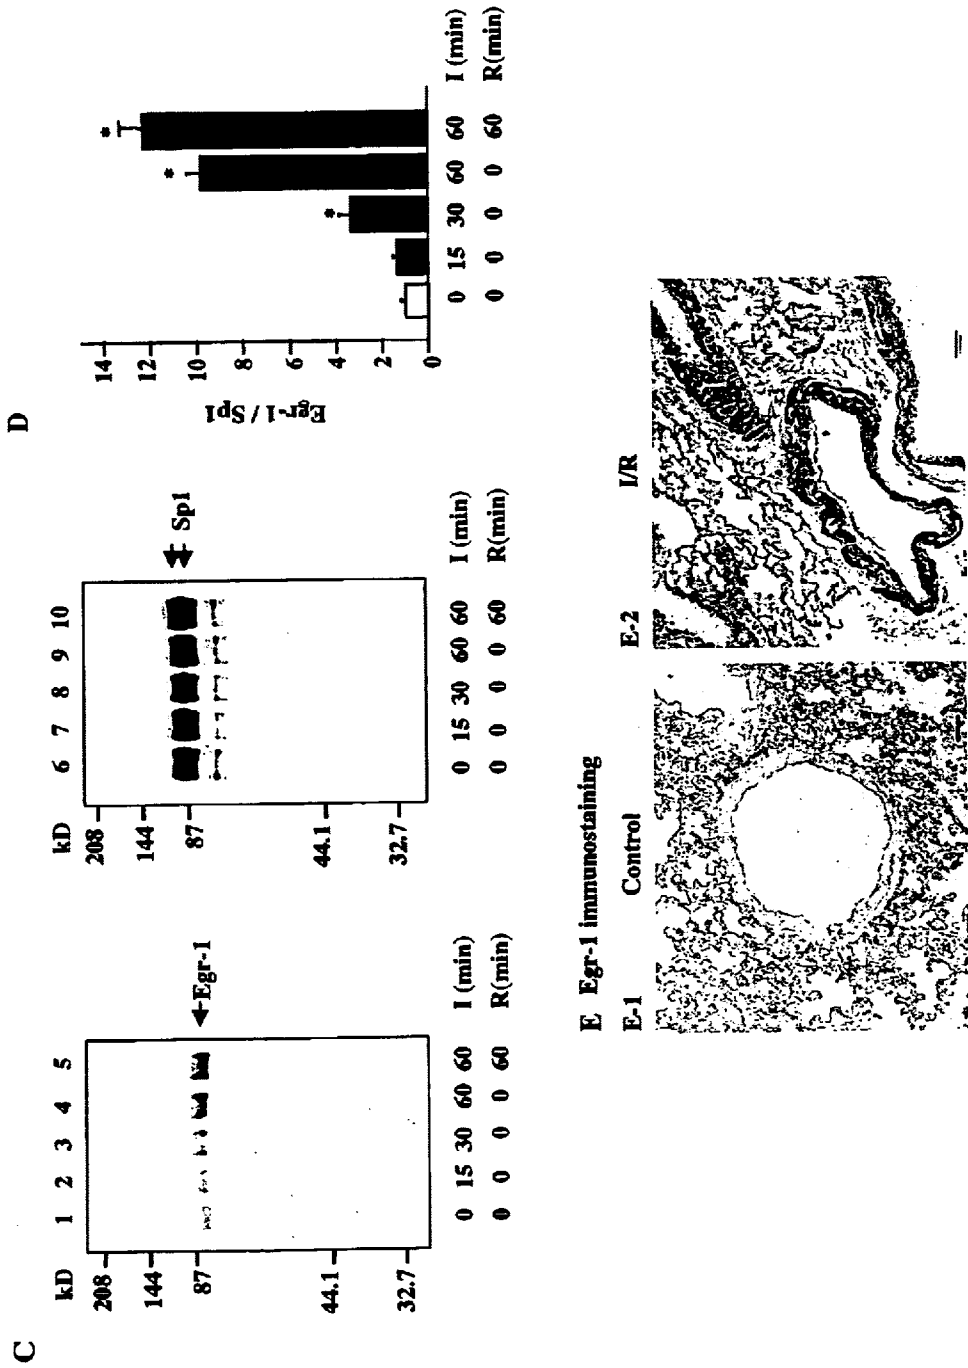 C
kD 1 2 3 4 5
208
144
87
44.1
32.7
Egr-1
0 15 30 60 60 I (min)
0 0 0 0 60 R(min)
kD 6 7 8 9 10
208
144
87
44.1
32.7
Sp1
0 15 30 60 60 I (min)
0 0 0 0 60 R(min)
D
Egr-1 / Sp1
14
12
10
8
6
4
2
0
* * *
0 15 30 60 60 I (min)
0 0 0 0 60 R(min)
E Egr-1 immunostaining
E-1 Control
E-2 I/R